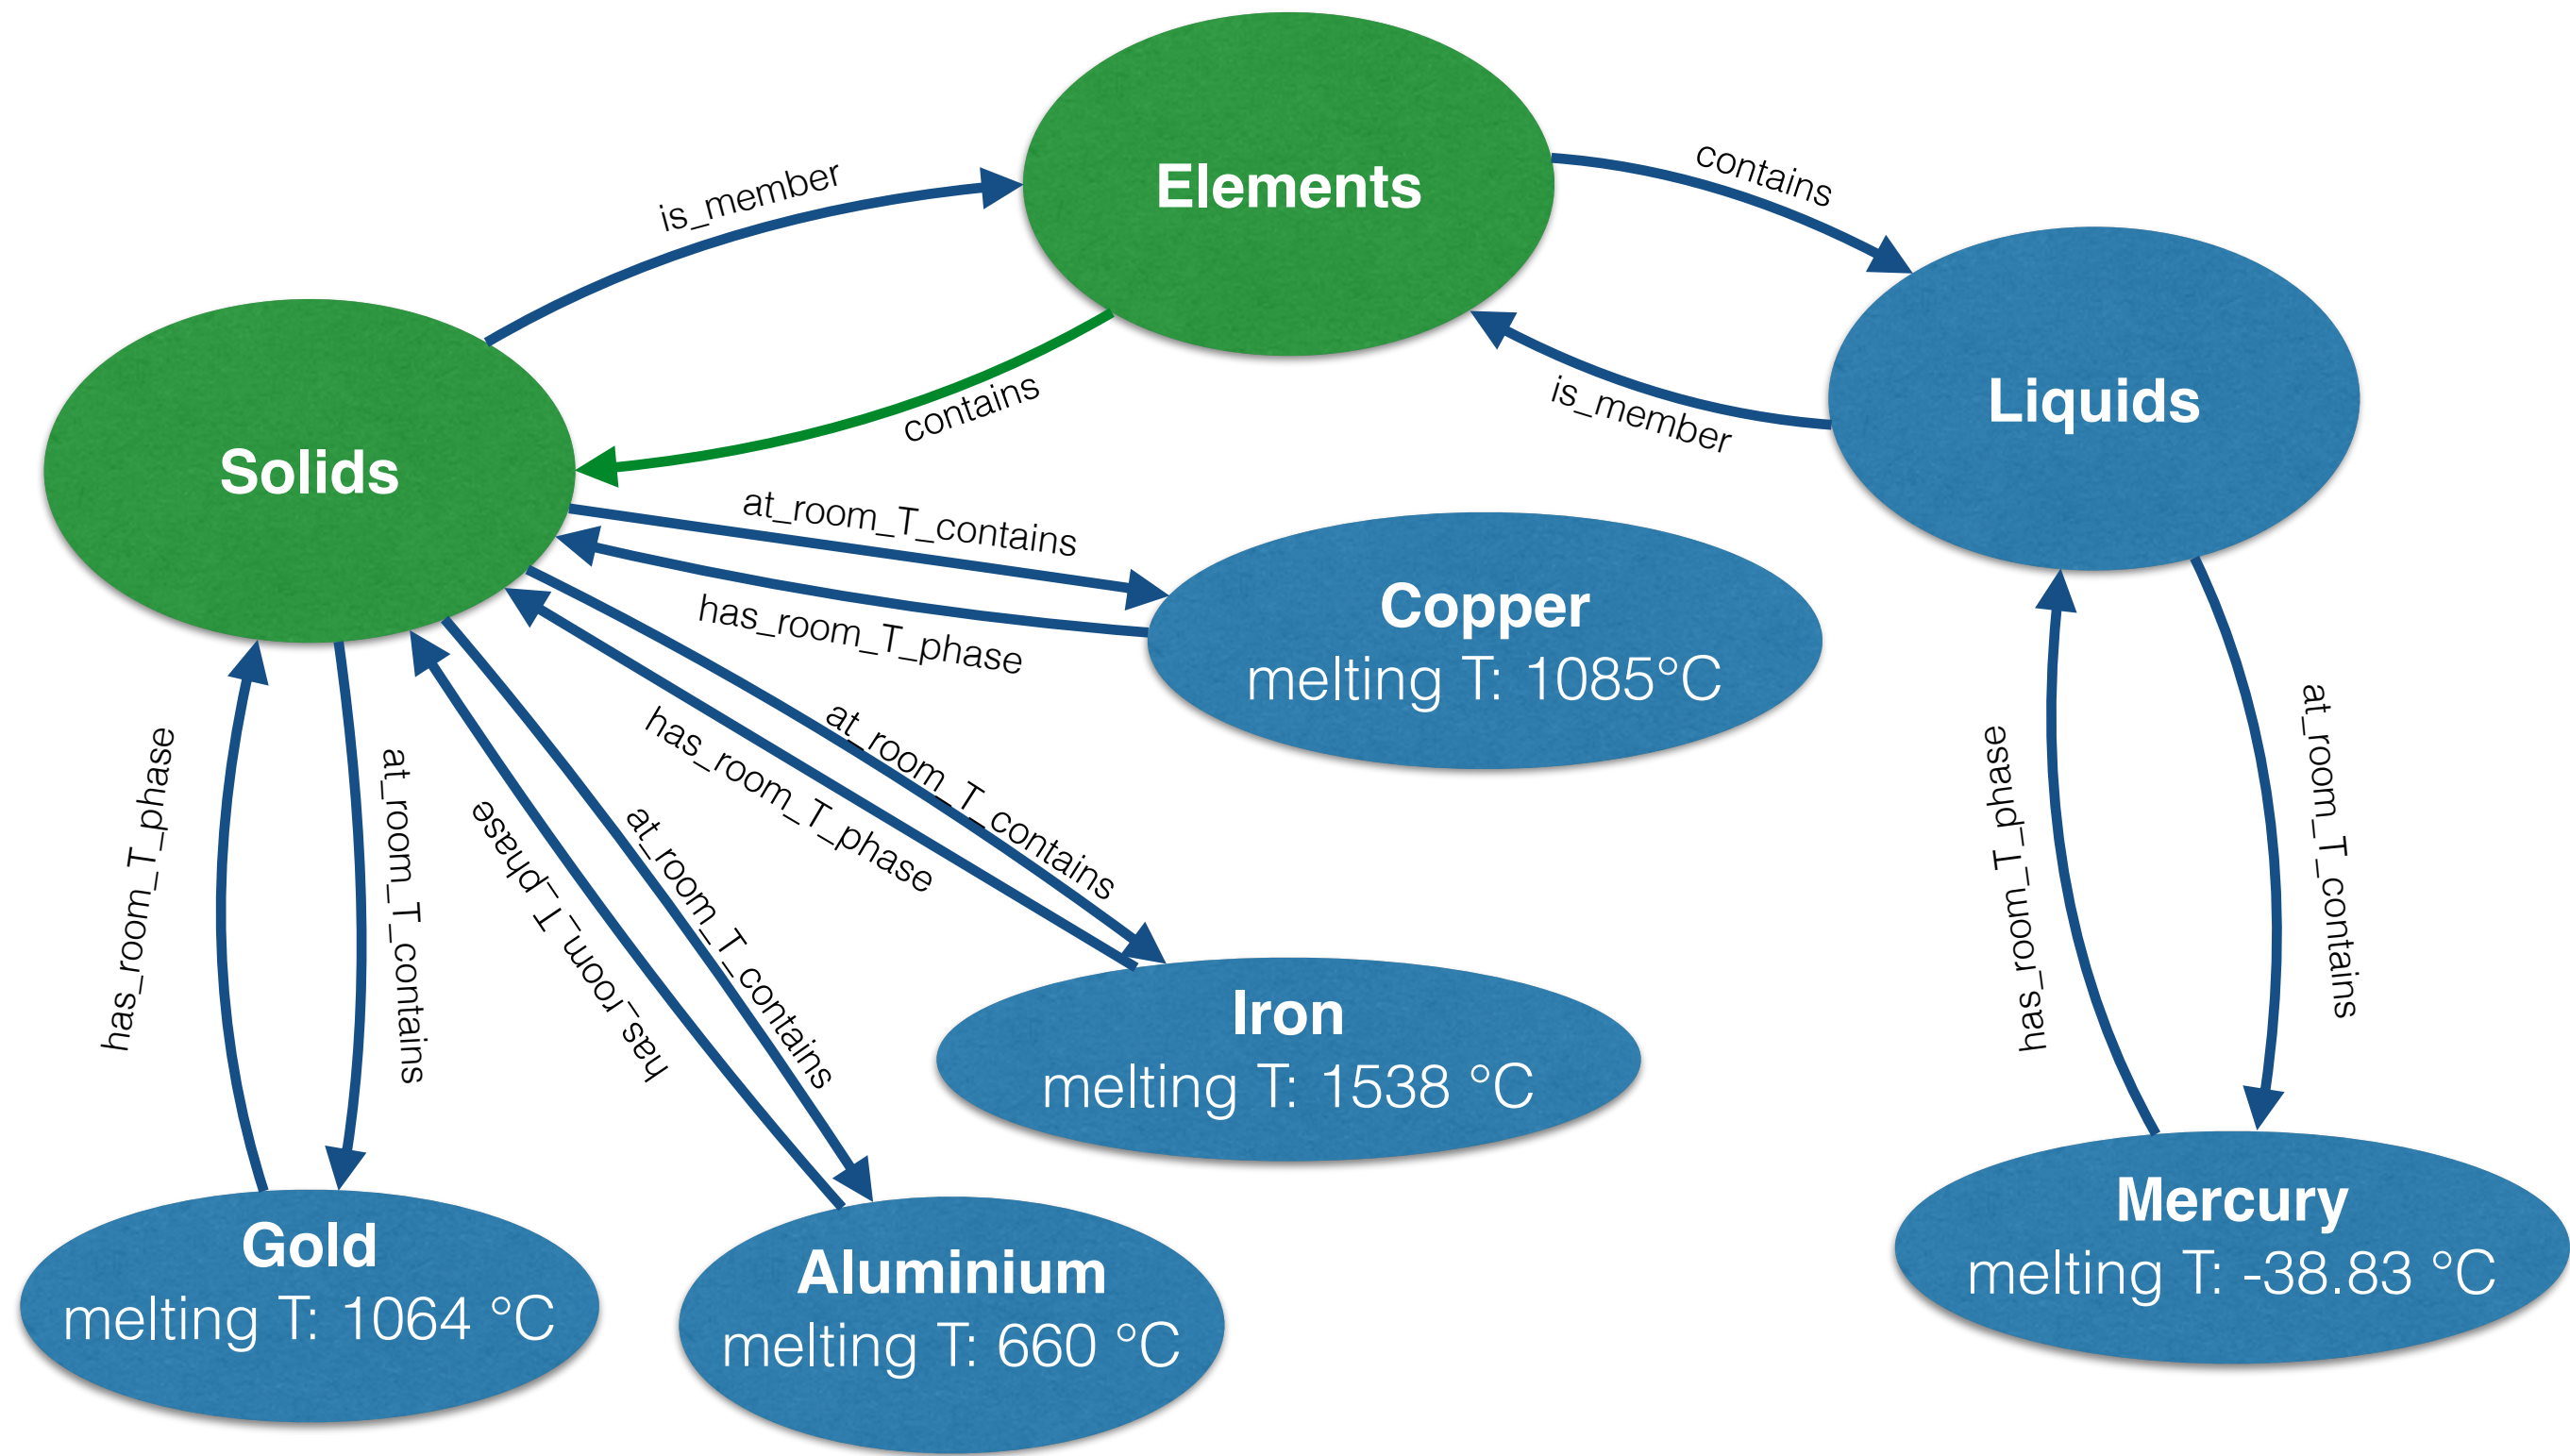 Elements
is_member
contains
contains
is_member
Solids
Liquids
at_room_T_contains
has_room_T_phase
Copper
melting T: 1085°C
at_room_T_contains
has_room_T_phase
at_room_T_contains
has_room_T_phase
has_room_T_phase
at_room_T_contains
has_room_T_phase
at_room_T_contains
Iron
melting T: 1538 °C
Gold
melting T: 1064 °C
Aluminium
melting T: 660 °C
Mercury
melting T: -38.83 °C